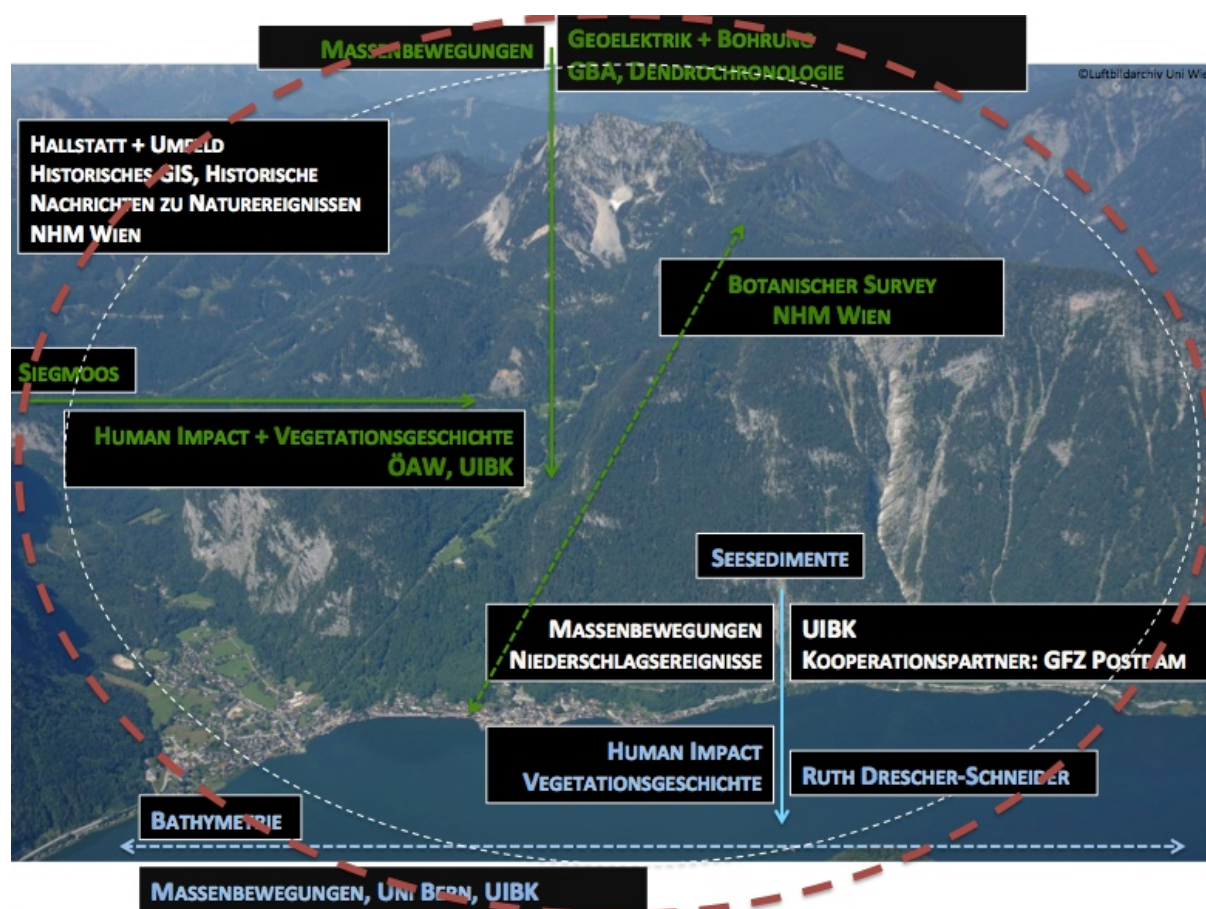 MASSENBEWEGUNGEN
GEOELEKTRIK + BOHRUNG
GBA, DENDROCHRONOLOGIE
©Luftbildarchiv Uni Wie
HALLSTATT + UMFELD
HISTORISCHES GIS, HISTORISCHE
NACHRICHTEN ZU NATUREREIGNISSEN
NHM WIEN
BOTANISCHER SURVEY
NHM WIEN
SIEGMOOS
HUMAN IMPACT + VEGETATIONSGESCHICHTE
ÖAW, UIBK
SEESEDIMENTE
MASSENBEWEGUNGEN
NIEDERSCHLAGSEREIGNISSE
UIBK
KOOPERATIONSPARTNER: GFZ POSTDAM
HUMAN IMPACT
VEGETATIONSGESCHICHTE
RUTH DRESCHER-SCHNEIDER
BATHYMETRIE
MASSENBEWEGUNGEN, UNI BERN, UIBK